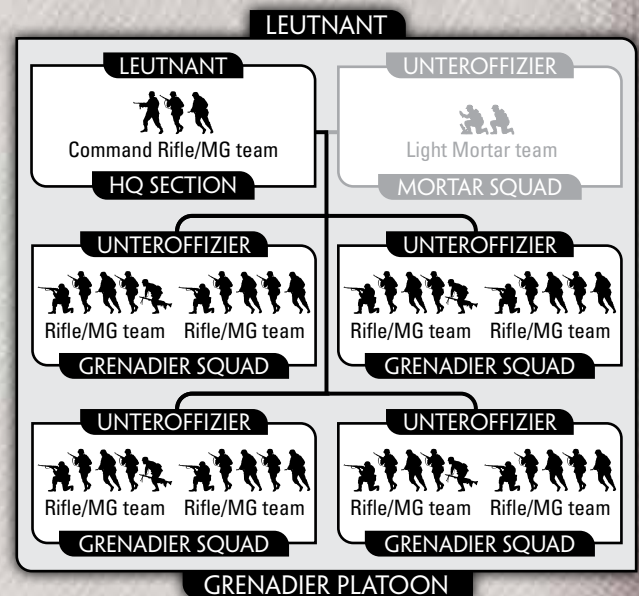 LEUTNANT
LEUTNANT
Command Rifle/MG team
HQ SECTION
UNTEROFFIZIER
Light Mortar team
MORTAR SQUAD
UNTEROFFIZIER
Rifle/MG team Rifle/MG team
GRENADIER SQUAD
UNTEROFFIZIER
Rifle/MG team Rifle/MG team
GRENADIER SQUAD
UNTEROFFIZIER
Rifle/MG team Rifle/MG team
GRENADIER SQUAD
UNTEROFFIZIER
Rifle/MG team Rifle/MG team
GRENADIER SQUAD
GRENADIER PLATOON